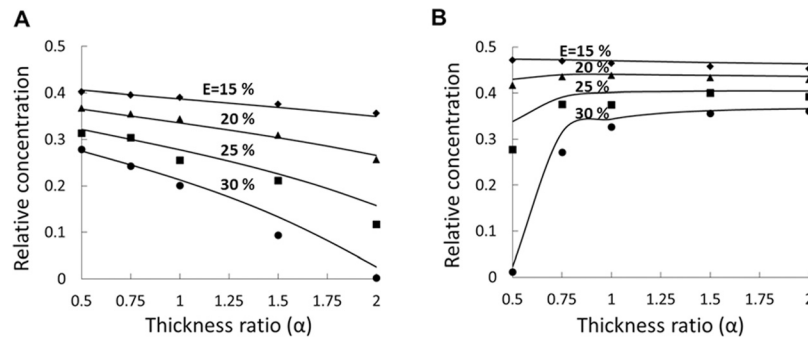 A
0.5
0.4
0.3
0.2
0.1
0
Relative concentration
E=15 %
20 %
25 %
30 %
0.5 0.75 1 1.25 1.5 1.75 2
Thickness ratio (α)
B
0.5
0.4
0.3
0.2
0.1
0
Relative concentration
E=15 %
20 %
25 %
30 %
0.5 0.75 1 1.25 1.5 1.75 2
Thickness ratio (α)